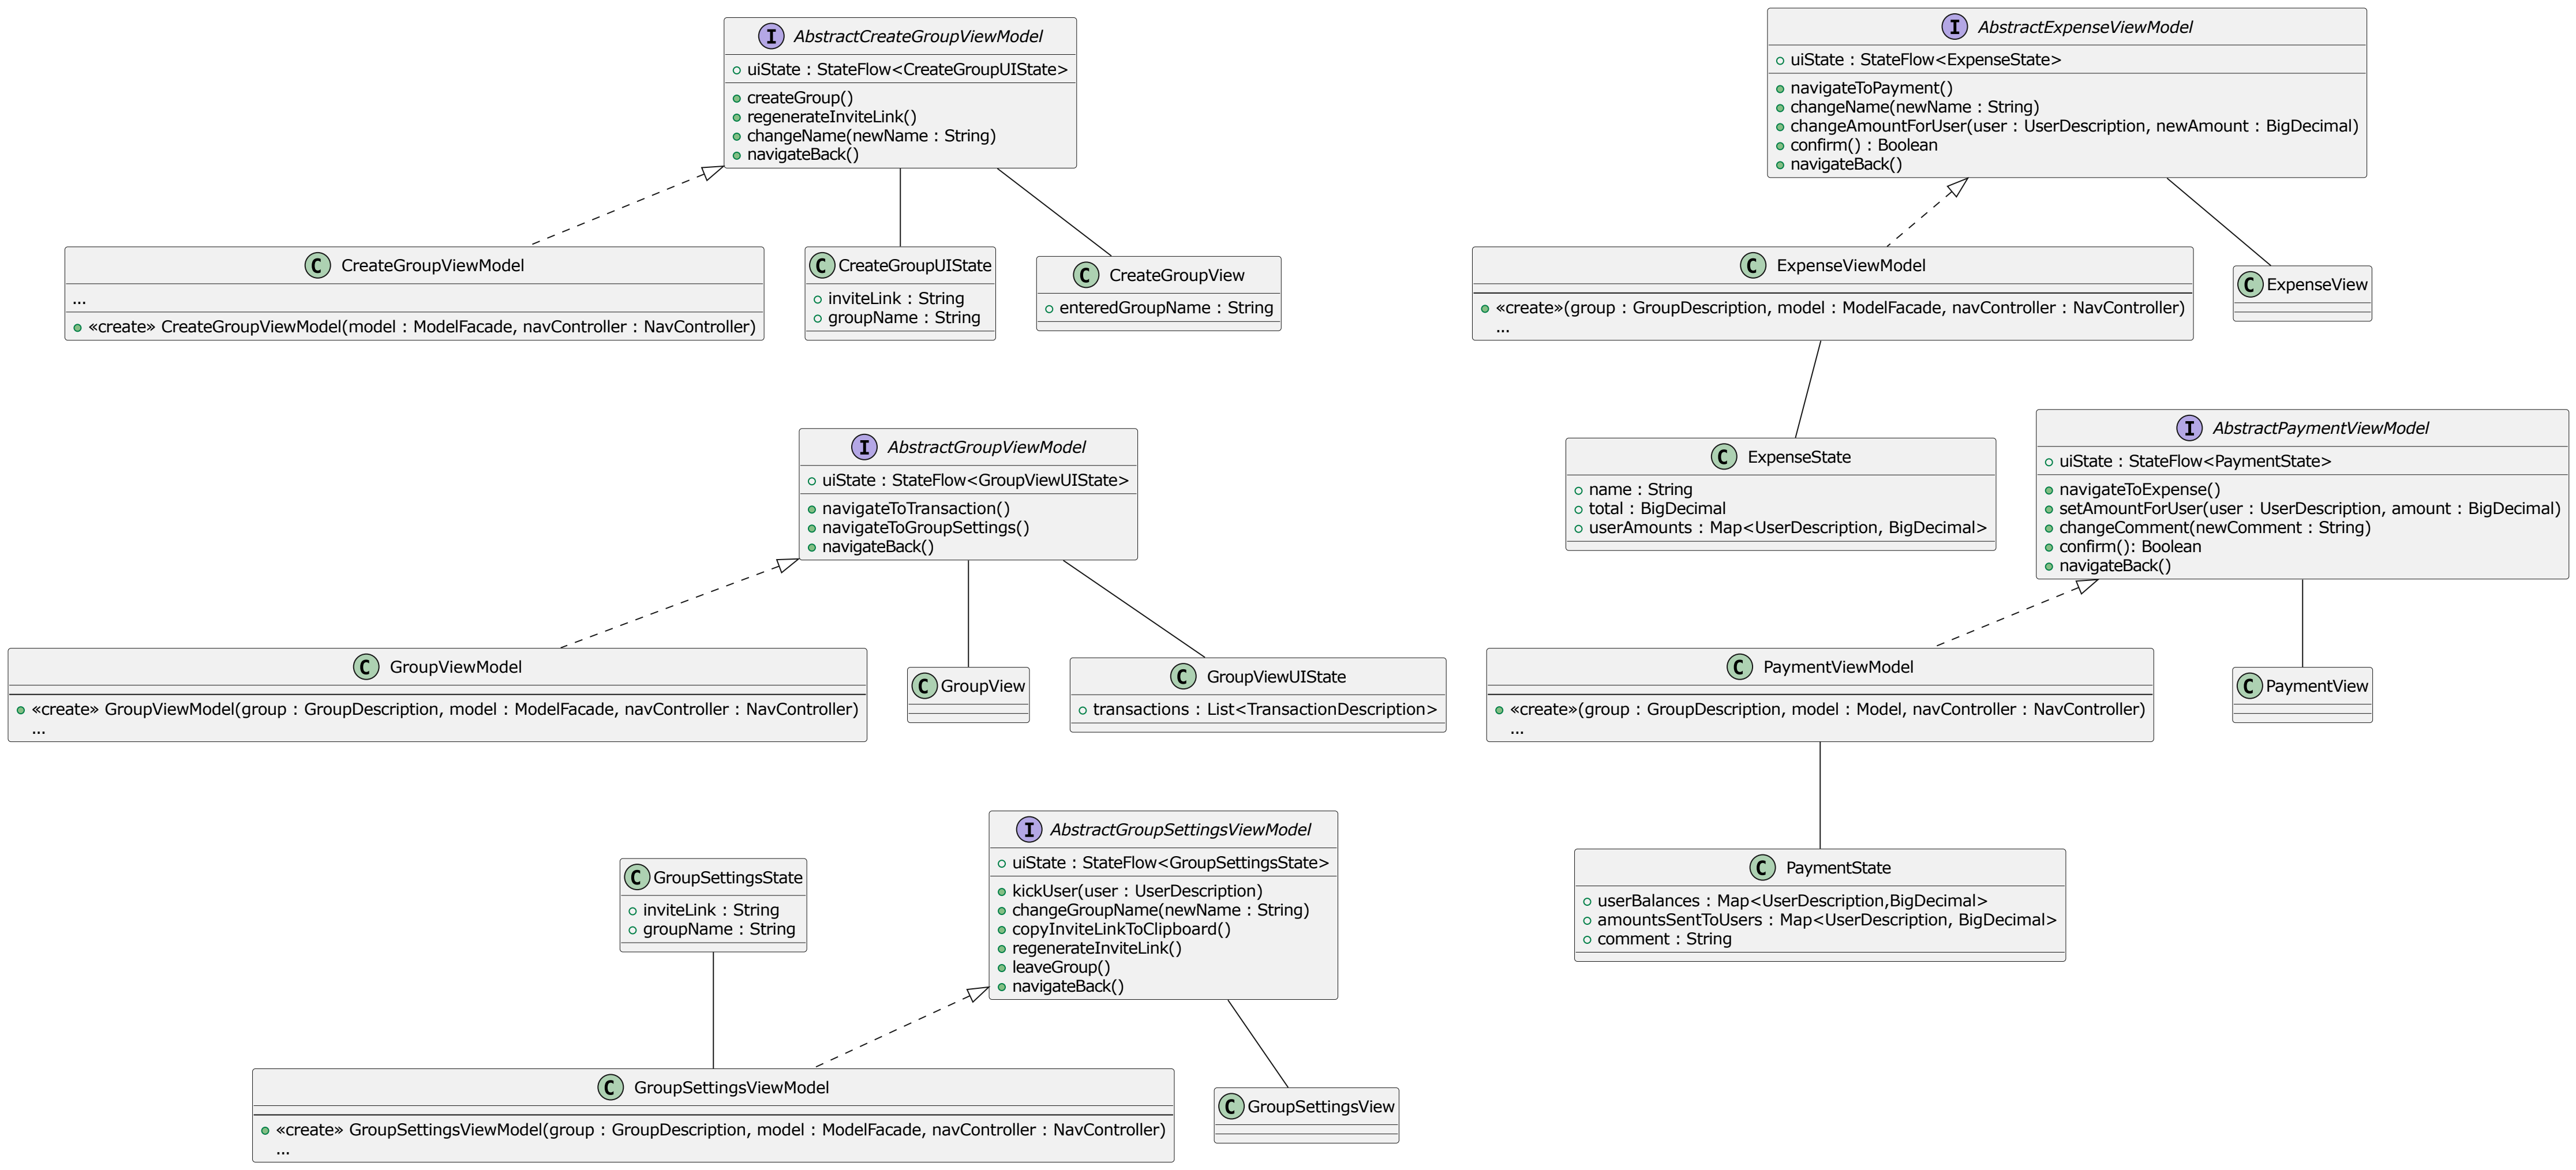 AbstractCreateGroupViewModel
uiState : StateFlow<CreateGroupUIState>
createGroup()
regenerateInviteLink()
changeName(newName : String)
navigateBack()
CreateGroupViewModel
...
«create» CreateGroupViewModel(model : ModelFacade, navController : NavController)
CreateGroupUIState
inviteLink : String
groupName : String
CreateGroupView
enteredGroupName : String
AbstractExpenseViewModel
uiState : StateFlow<ExpenseState>
navigateToPayment()
changeName(newName : String)
changeAmountForUser(user : UserDescription, newAmount : BigDecimal)
confirm() : Boolean
navigateBack()
ExpenseViewModel
«create»(group : GroupDescription, model : ModelFacade, navController : NavController)
...
ExpenseView
ExpenseState
name : String
total : BigDecimal
userAmounts : Map<UserDescription, BigDecimal>
AbstractGroupViewModel
uiState : StateFlow<GroupViewUIState>
navigateToTransaction()
navigateToGroupSettings()
navigateBack()
GroupViewModel
«create» GroupViewModel(group : GroupDescription, model : ModelFacade, navController : NavController)
...
GroupView
GroupViewUIState
transactions : List<TransactionDescription>
AbstractPaymentViewModel
uiState : StateFlow<PaymentState>
navigateToExpense()
setAmountForUser(user : UserDescription, amount : BigDecimal)
changeComment(newComment : String)
confirm(): Boolean
navigateBack()
PaymentViewModel
«create»(group : GroupDescription, model : Model, navController : NavController)
...
PaymentView
PaymentState
userBalances : Map<UserDescription,BigDecimal>
amountsSentToUsers : Map<UserDescription, BigDecimal>
comment : String
GroupSettingsState
inviteLink : String
groupName : String
AbstractGroupSettingsViewModel
uiState : StateFlow<GroupSettingsState>
kickUser(user : UserDescription)
changeGroupName(newName : String)
copyInviteLinkToClipboard()
regenerateInviteLink()
leaveGroup()
navigateBack()
GroupSettingsViewModel
«create» GroupSettingsViewModel(group : GroupDescription, model : ModelFacade, navController : NavController)
...
GroupSettingsView